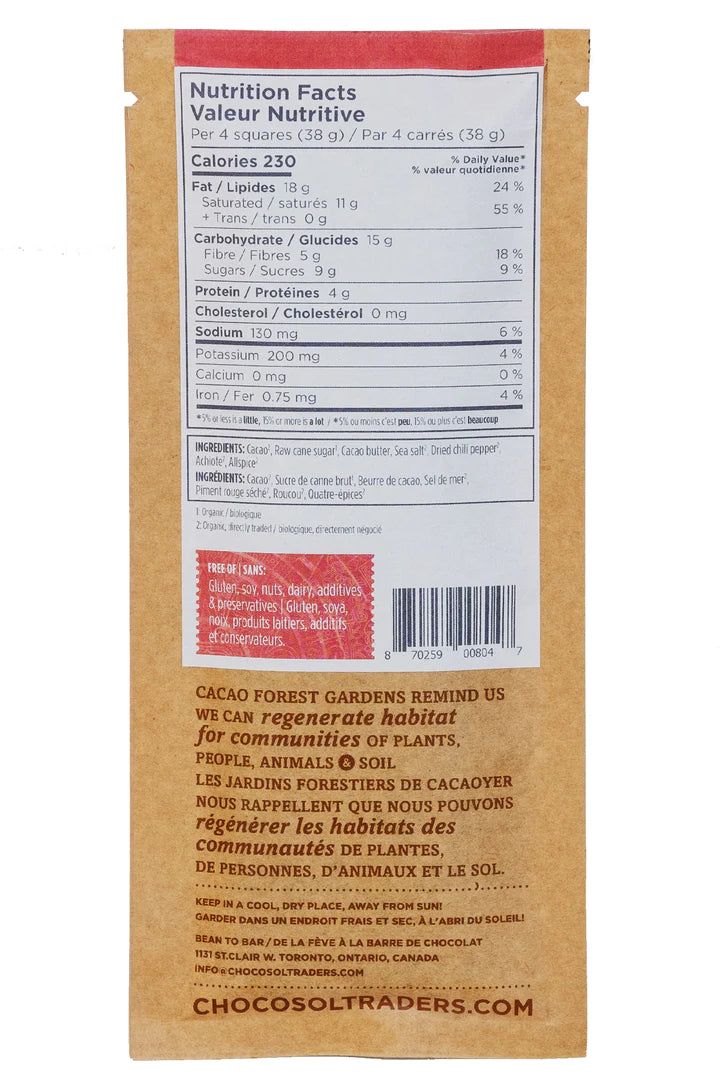 Nutrition Facts
Valeur Nutritive
Per 4 squares (38 g) / Par 4 carrés (38 g)
Calories 230
% Daily Value*
% valeur quotidienne*
Fat / Lipides 18 g 24 %
Saturated / saturés 11 g
+ Trans / trans 0 g
55 %
Carbohydrate / Glucides 15 g
Fibre / Fibres 5 g 18 %
Sugars / Sucres 9 g 9 %
Protein / Protéines 4 g
Cholesterol / Cholestérol 0 mg
Sodium 130 mg 6 %
Potassium 200 mg 4 %
Calcium 0 mg 0 %
Iron / Fer 0.75 mg 4 %
*5% or less is a little, 15% or more is a lot / *5% ou moins c'est peu, 15% ou plus c'est beaucoup
INGREDIENTS: Cacao², Raw cane sugar¹, Cacao butter, Sea salt², Dried chili pepper²,
Achiote², Allspice²
INGRÉDIENTS: Cacao², Sucre de canne brut¹, Beurre de cacao, Sel de mer²,
Piment rouge séché², Roucou², Quatre-épices²
1: Organic / biologique
2: Organic, directly traded / biologique, directement négocié
FREE OF | SANS:
Gluten, soy, nuts, dairy, additives
& preservatives | Gluten, soya,
noix, produits laitiers, additifs
et conservateurs.
8 70259 00804 7
CACAO FOREST GARDENS REMIND US
WE CAN regenerate habitat
for communities OF PLANTS,
PEOPLE, ANIMALS & SOIL
LES JARDINS FORESTIERS DE CACAOYER
NOUS RAPPELLENT QUE NOUS POUVONS
régénérer les habitats des
communautés DE PLANTES,
DE PERSONNES, D'ANIMAUX ET LE SOL.
KEEP IN A COOL, DRY PLACE, AWAY FROM SUN!
GARDER DANS UN ENDROIT FRAIS ET SEC, À L'ABRI DU SOLEIL!
BEAN TO BAR / DE LA FÈVE À LA BARRE DE CHOCOLAT
1131 ST.CLAIR W. TORONTO, ONTARIO, CANADA
INFO@CHOCOSOLTRADERS.COM
CHOCOSOLTRADERS.COM